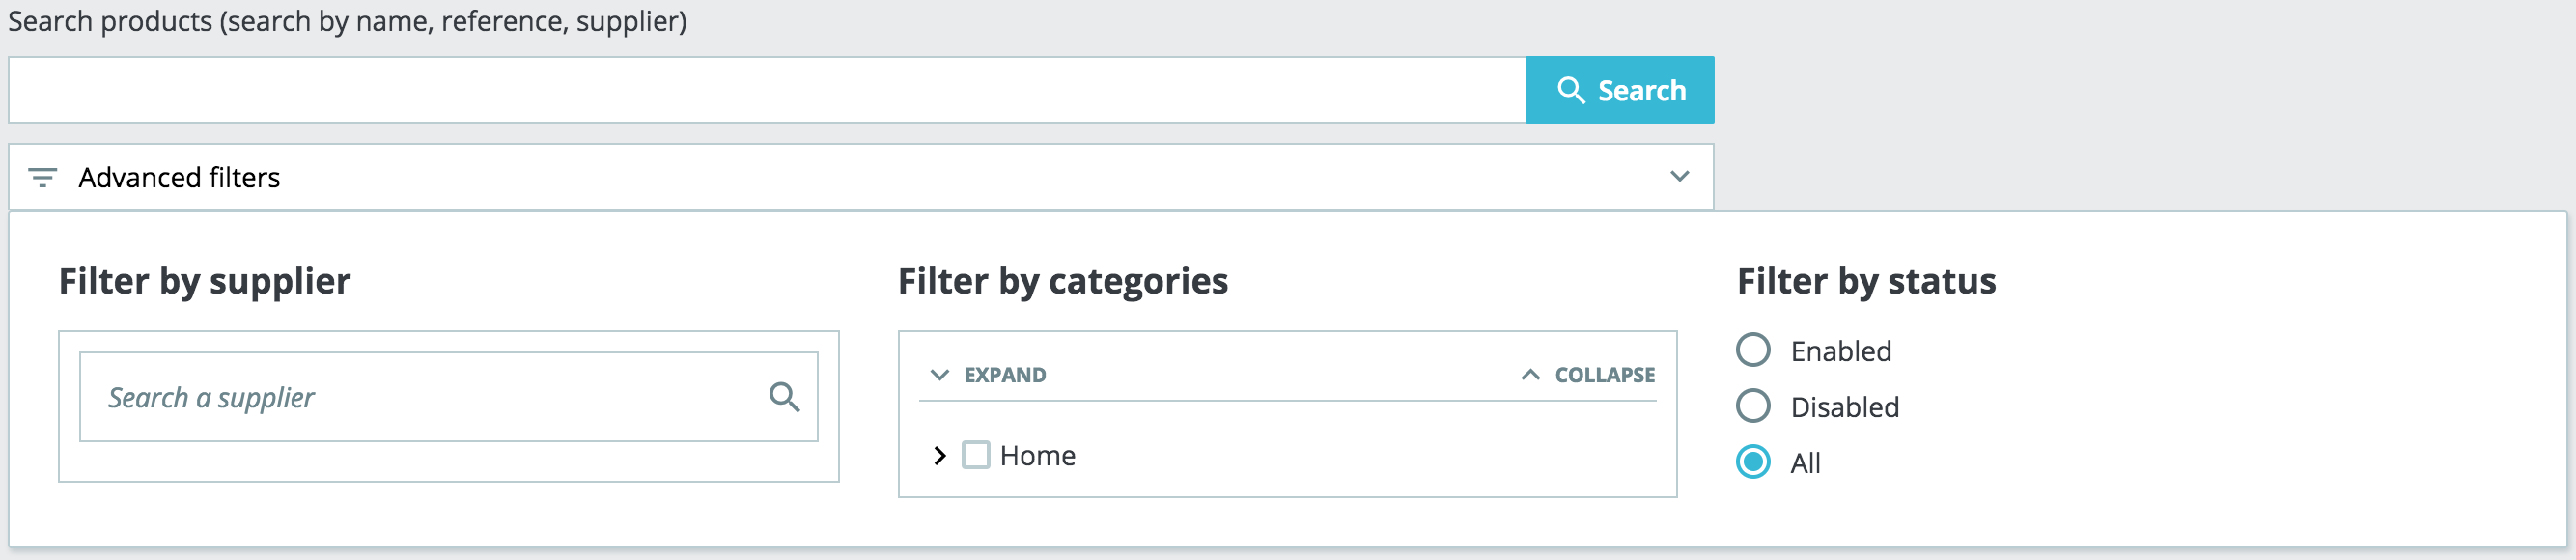 Search products (search by name, reference, supplier)
Search
Advanced filters
Filter by supplier
Search a supplier
Filter by categories
EXPAND
COLLAPSE
Home
Filter by status
Enabled
Disabled
All